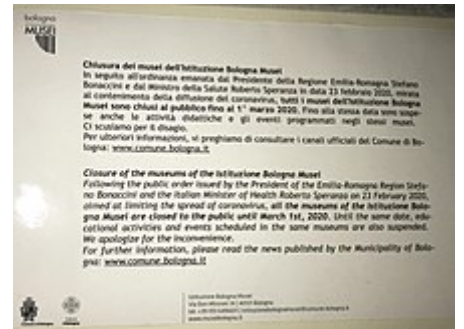 bologna
MUSEI
Chiusura dei musei dell'Istituzione Bologna Musei
In seguito all'ordinanza emanata dal Presidente della Regione Emilia-Romagna Stefano
Bonaccini e dal Ministro della Salute Roberto Speranza in data 23 febbraio 2020, mirata
al contenimento della diffusione del coronavirus, tutti i musei dell'Istituzione Bologna
Musei sono chiusi al pubblico fino al 1° marzo 2020. Fino alla stessa data sono sospe-
se anche le attività didattiche e gli eventi programmati negli stessi musei.
Ci scusiamo per il disagio.
Per ulteriori informazioni, vi preghiamo di consultare i canali ufficiali del Comune di Bo-
logna: www.comune.bologna.it
Closure of the museums of the Istituzione Bologna Musei
Following the public order issued by the President of the Emilia-Romagna Region Stefa-
no Bonaccini and the Italian Minister of Health Roberto Speranza on 23 February 2020,
aimed at limiting the spread of coronavirus, all the museums of the Istituzione Bolo-
gna Musei are closed to the public until March 1st, 2020. Until the same date, edu-
cational activities and events scheduled in the same museums are also suspended.
We apologize for the inconvenience.
For further information, please read the news published by the Municipality of Bolo-
gna: www.comune.bologna.it
Istituzione Bologna Musei